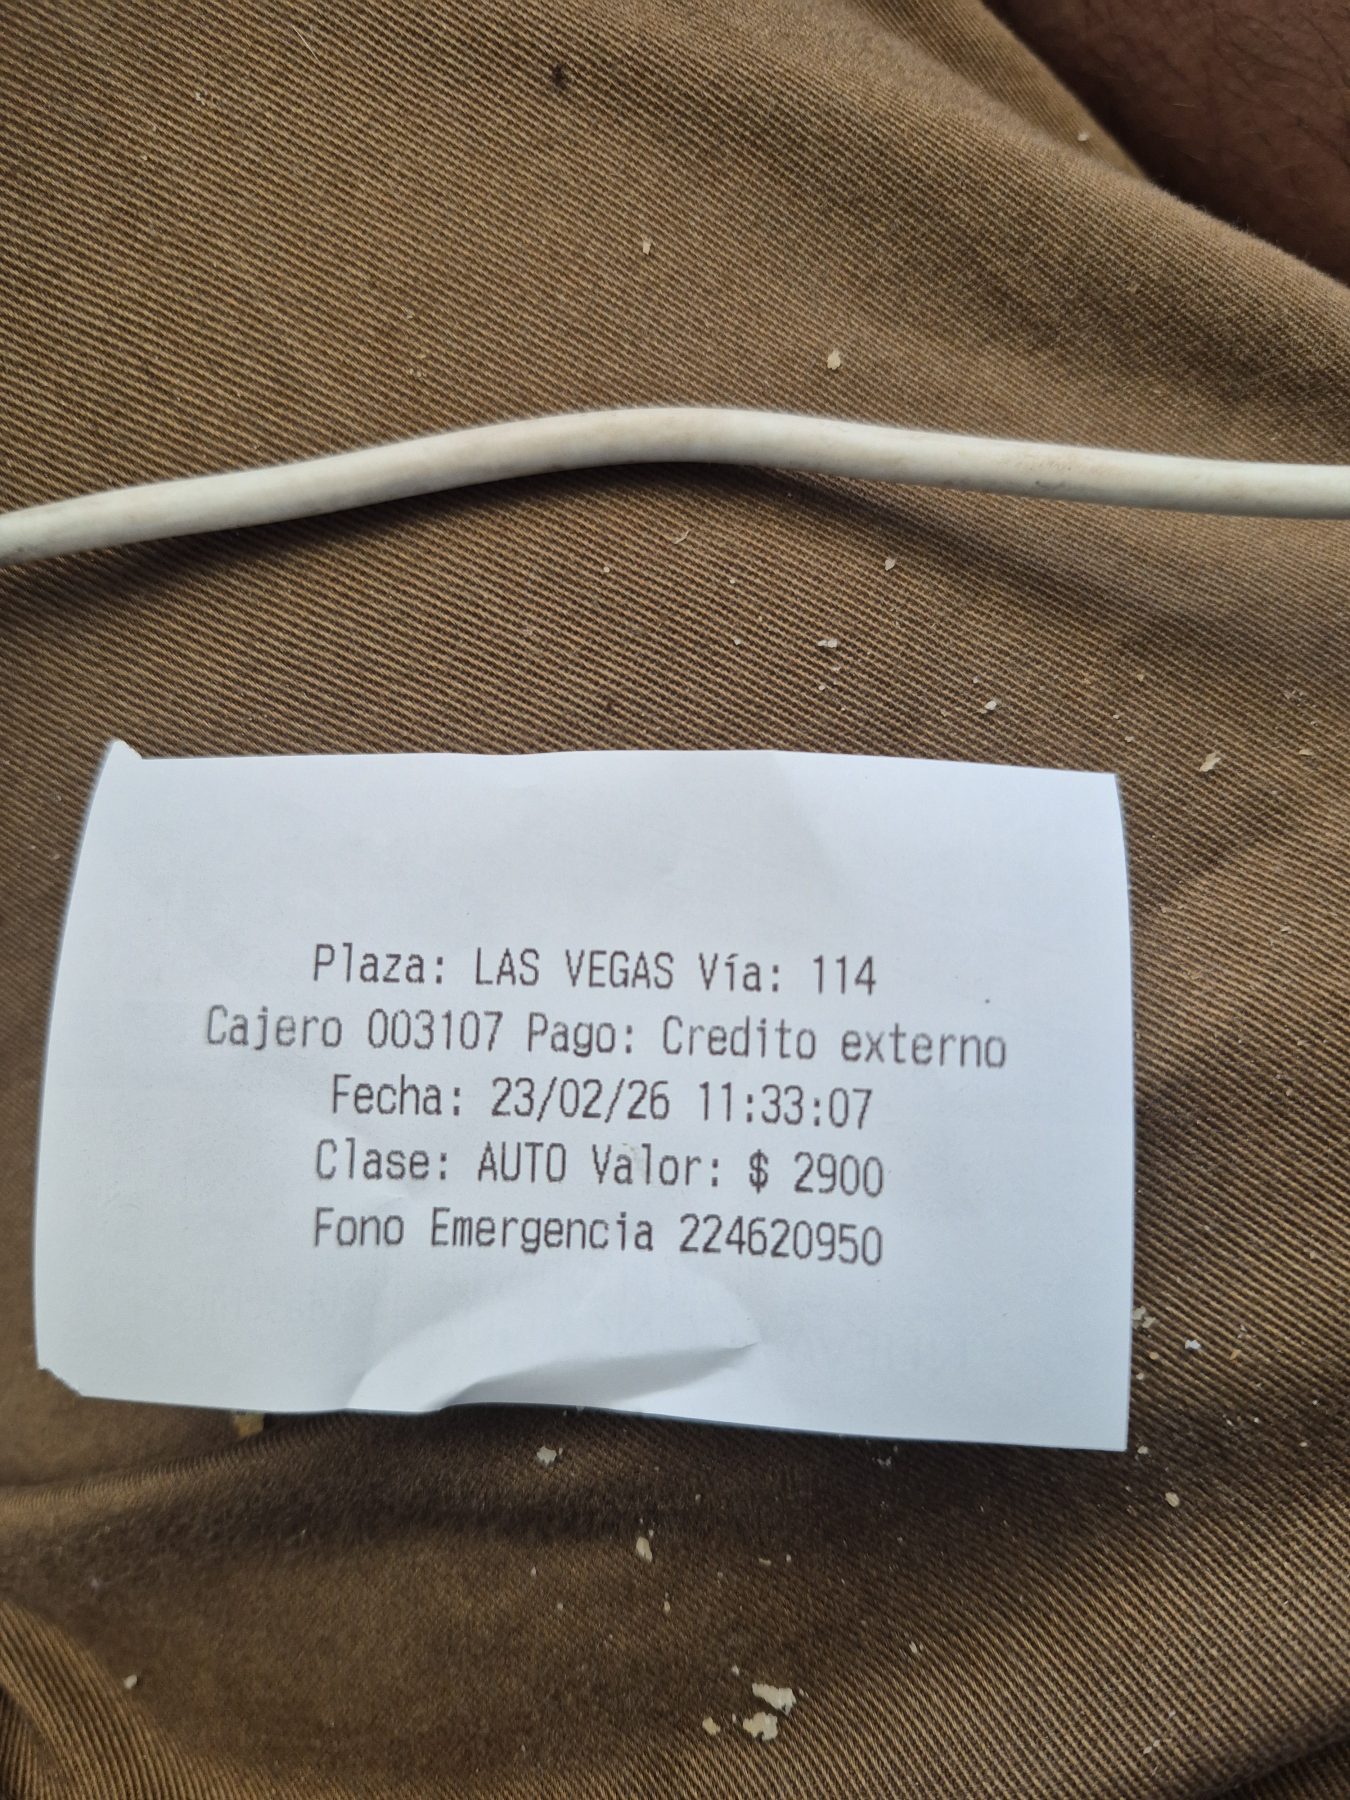 Plaza: LAS VEGAS Vía: 114
Cajero 003107 Pago: Credito externo
Fecha: 23/02/26 11:33:07
Clase: AUTO Valor: $ 2900
Fono Emergencia 224620950